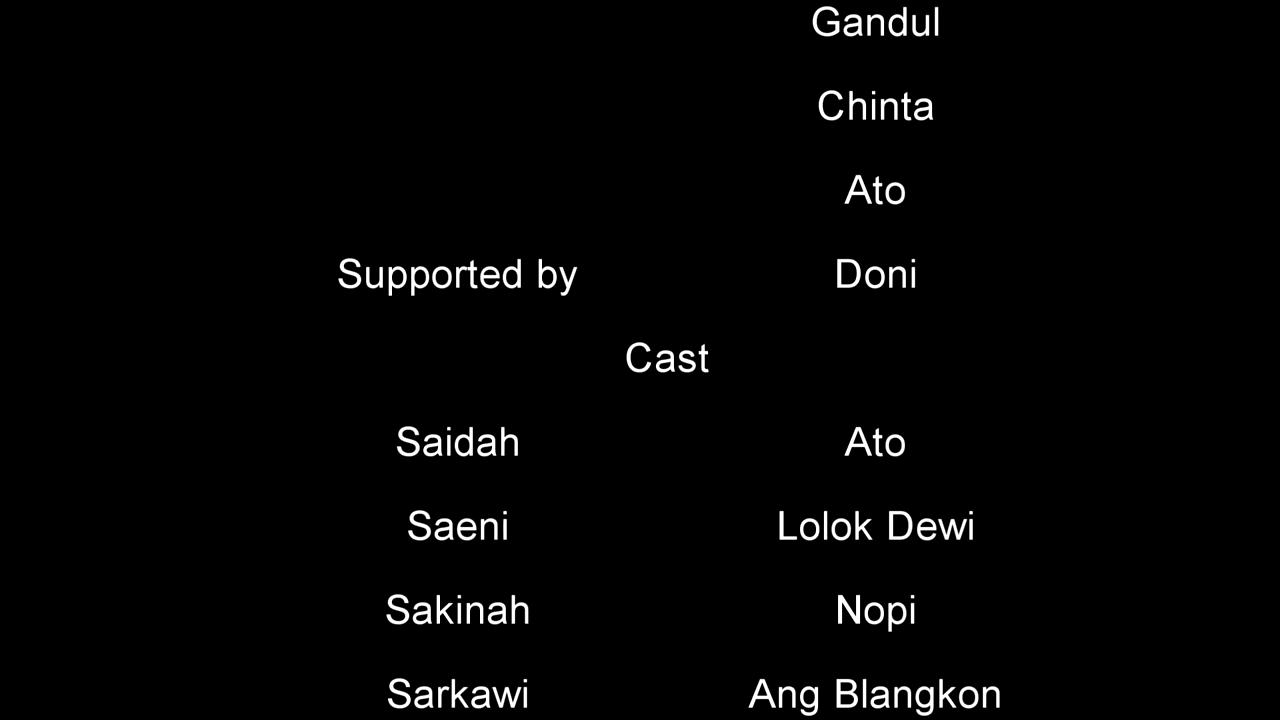 Gandul
Chinta
Ato
Supported by Doni
Cast
Saidah Ato
Saeni Lolok Dewi
Sakinah Nopi
Sarkawi Ang Blangkon